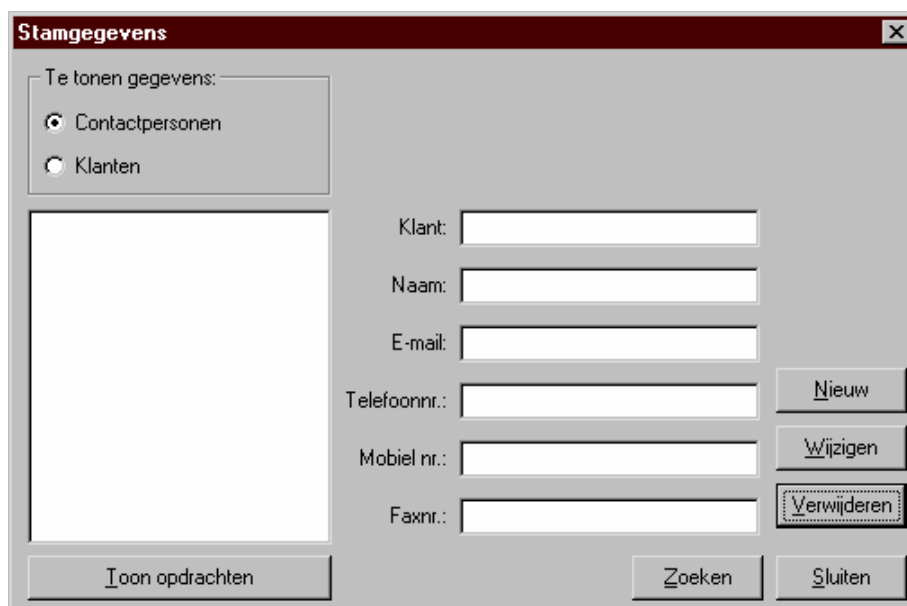 Stamgegevens
Te tonen gegevens:
Contactpersonen
Klanten
Klant:
Naam:
E-mail:
Telefoonnr.:
Mobiel nr.:
Faxnr.:
Nieuw
Wijzigen
Verwijderen
Toon opdrachten
Zoeken
Sluiten